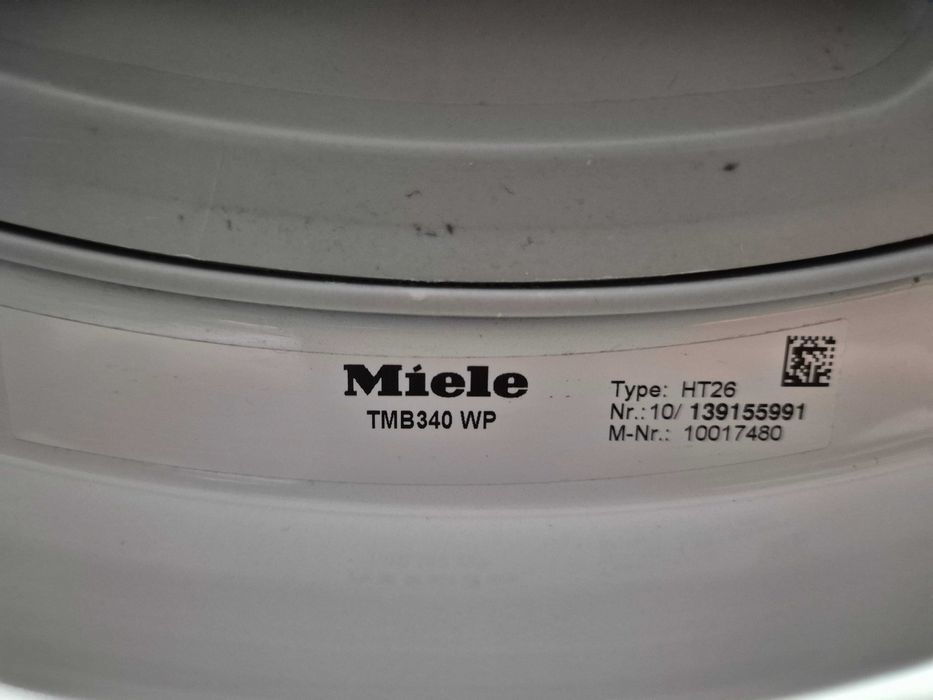 Miele
TMB340 WP
Type: HT26
Nr.: 10/ 139155991
M-Nr.: 10017480